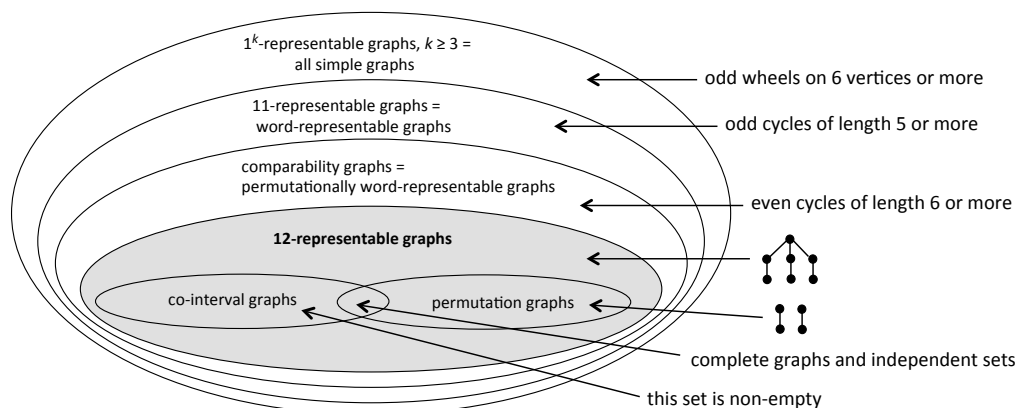 1^k-representable graphs, k ≥ 3 =
all simple graphs
odd wheels on 6 vertices or more
11-representable graphs =
word-representable graphs
odd cycles of length 5 or more
comparability graphs =
permutationally word-representable graphs
even cycles of length 6 or more
12-representable graphs
co-interval graphs
permutation graphs
complete graphs and independent sets
this set is non-empty